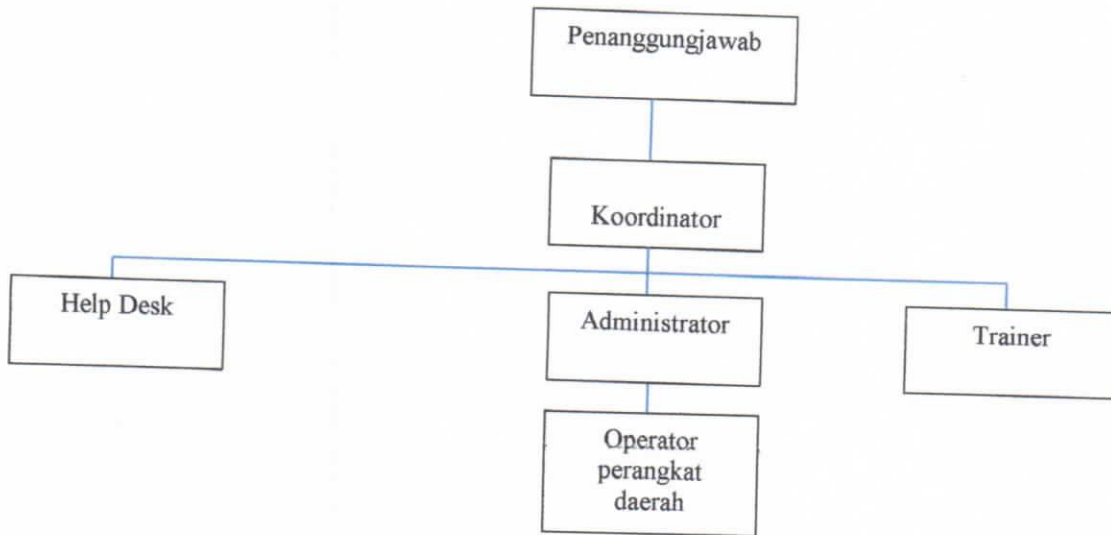 Penanggungjawab
Koordinator
Help Desk
Administrator
Trainer
Operator
perangkat
daerah